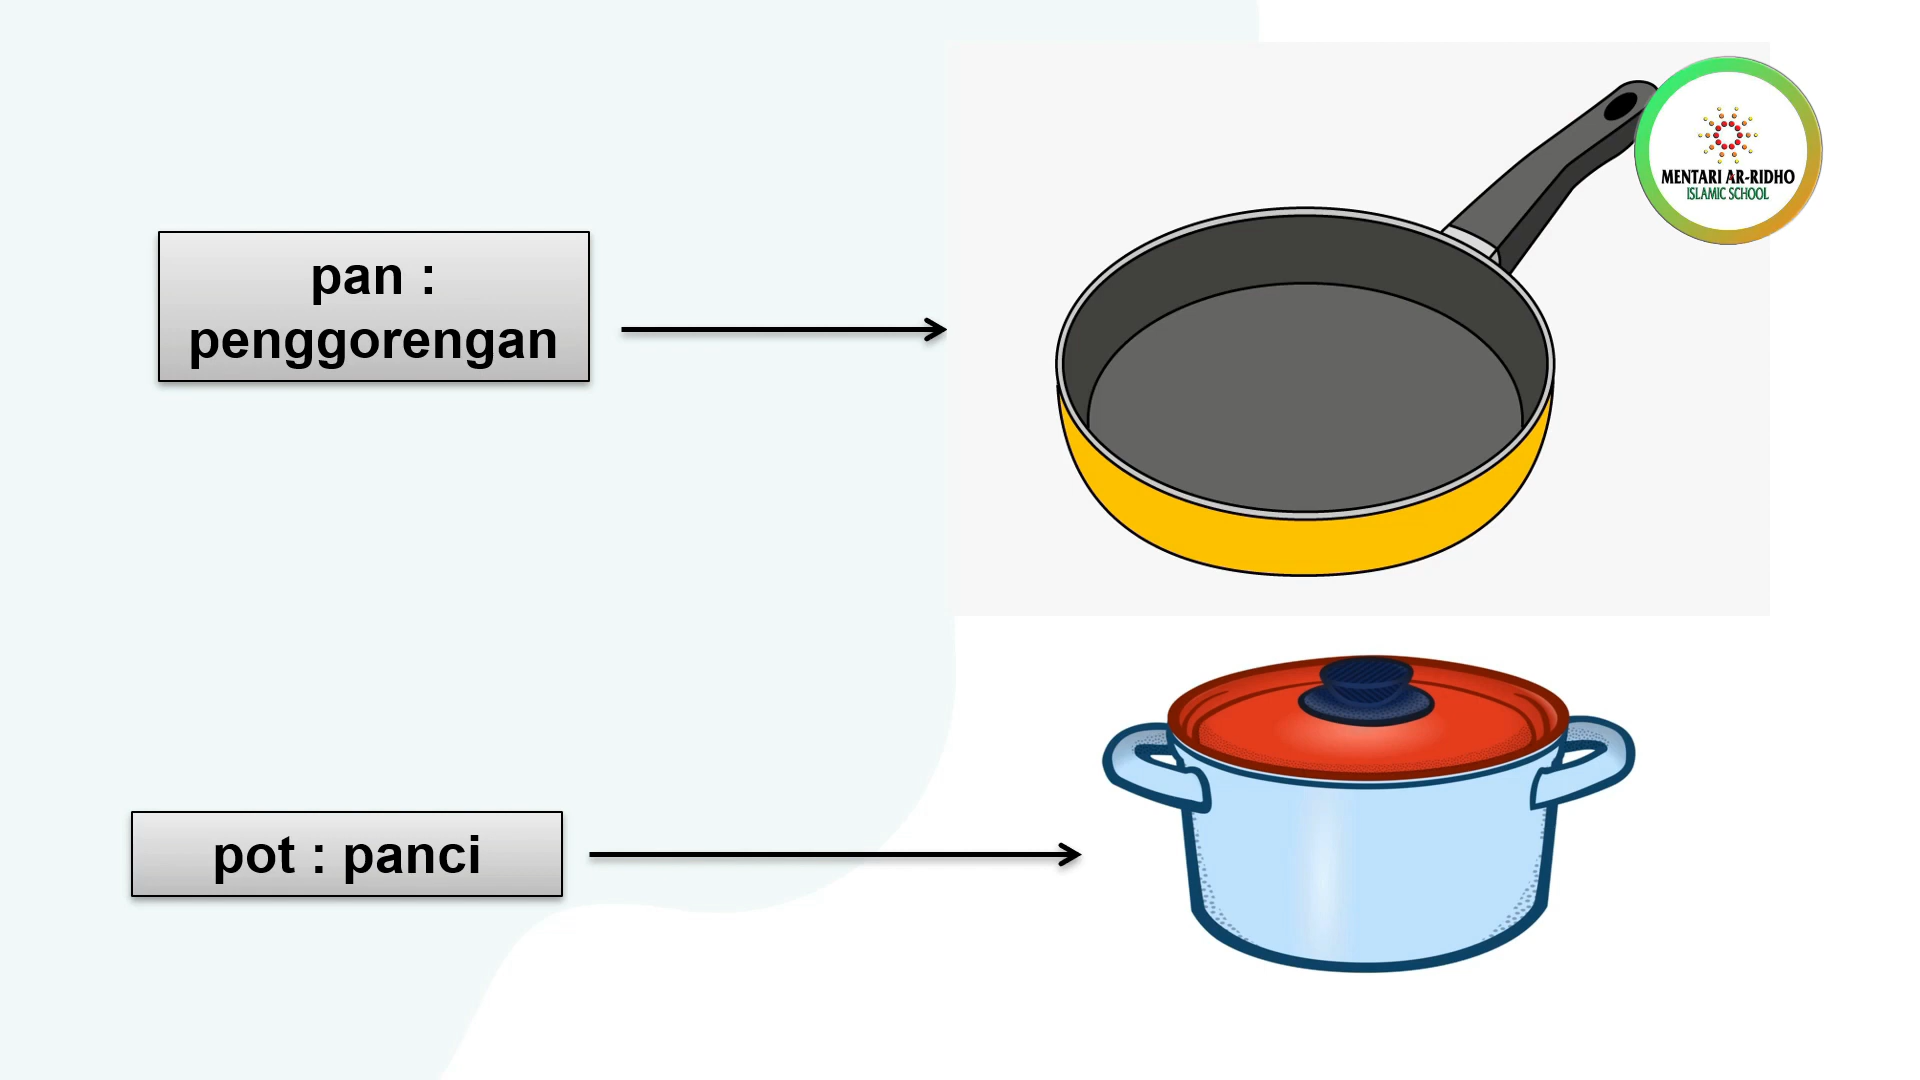 MENTARI AR-RIDHO
ISLAMIC SCHOOL
pan :
penggorengan
pot : panci